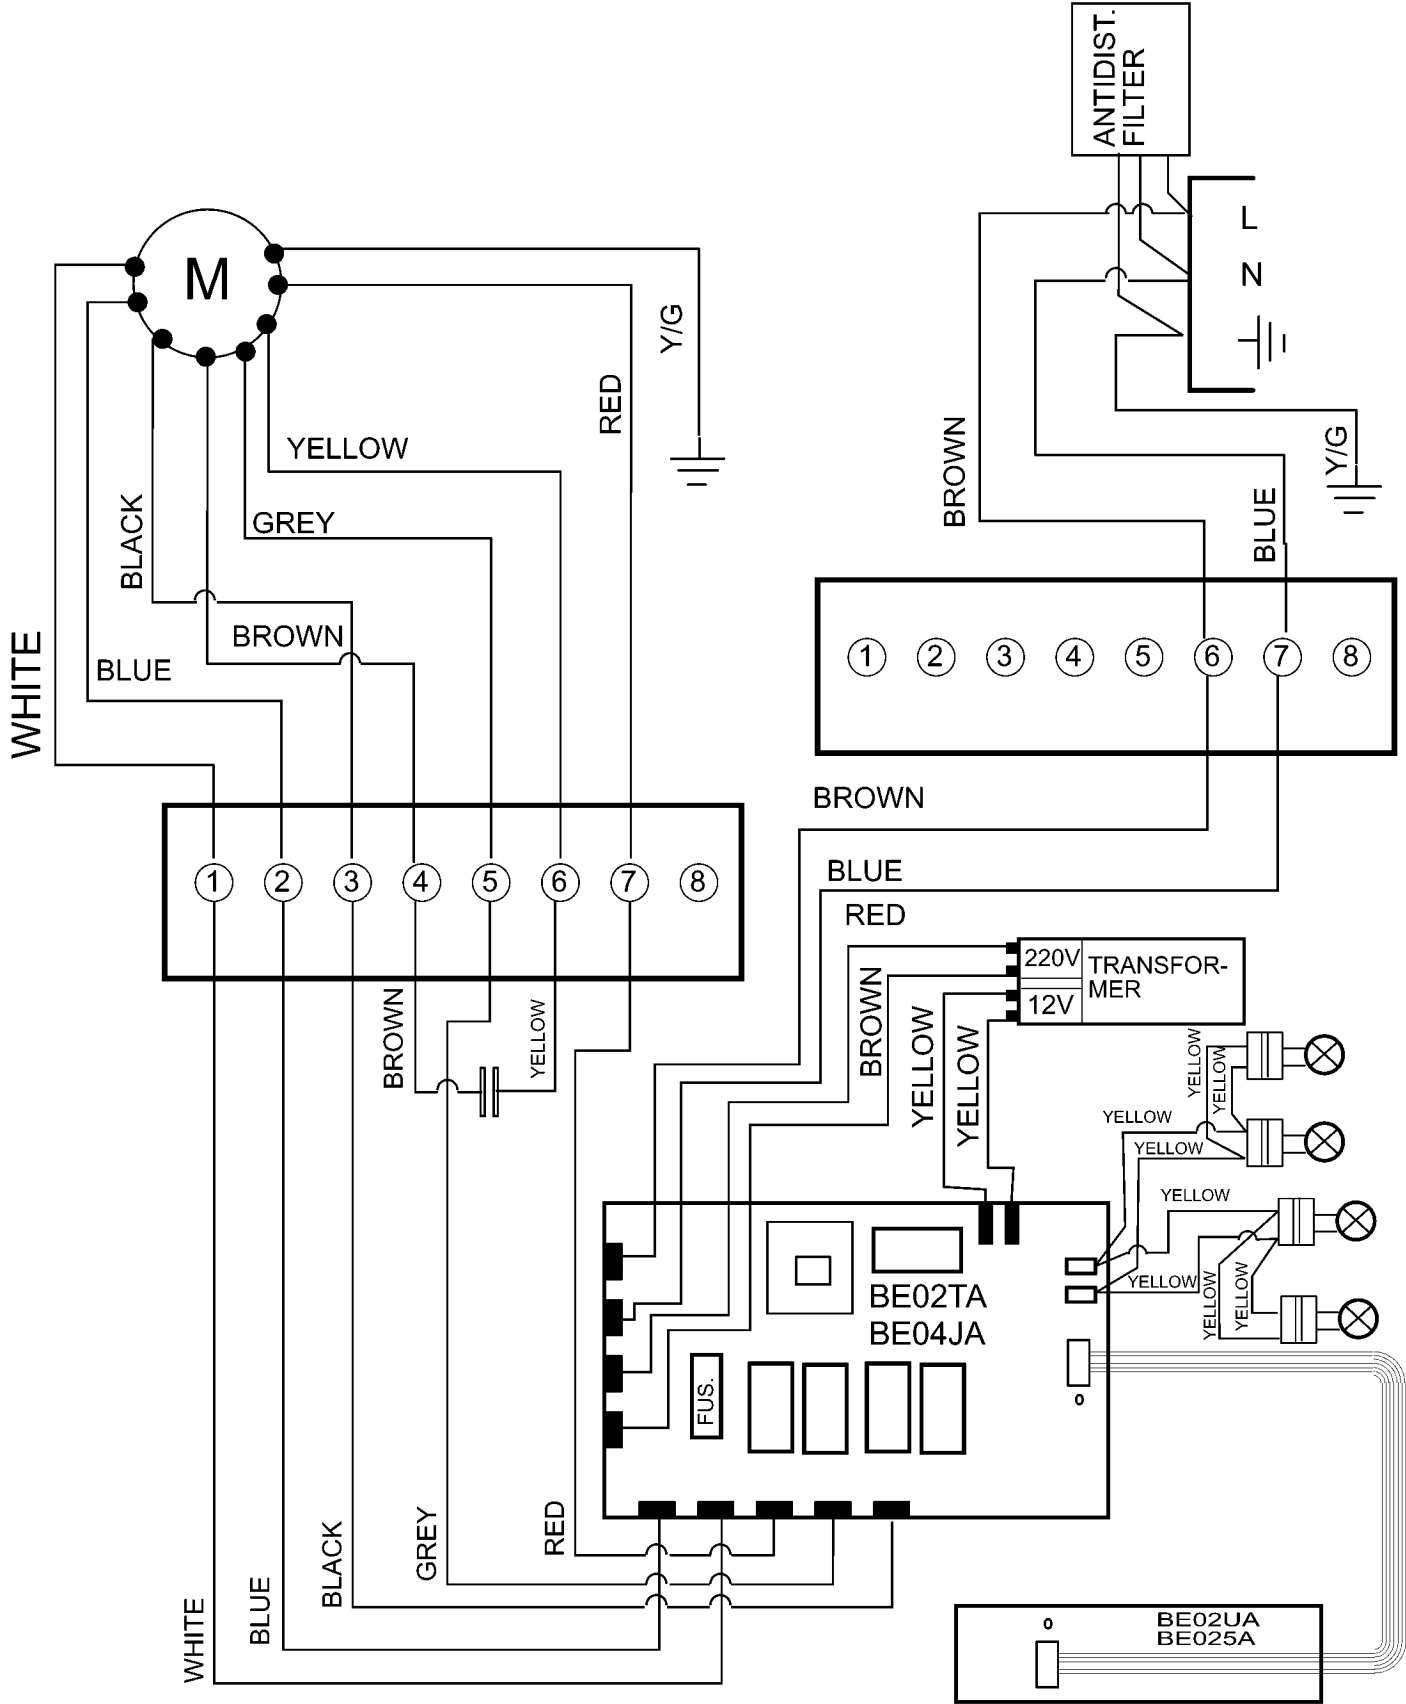 ANTIDIST.
FILTER
L
N
M
Y/G
RED
YELLOW
BLACK
GREY
BROWN
BLUE
WHITE
BROWN
BLUE
Y/G
1 2 3 4 5 6 7 8
1 2 3 4 5 6 7 8
BROWN
BLUE
RED
BROWN
YELLOW
YELLOW
220V
12V
TRANSFOR-
MER
BROWN
YELLOW
YELLOW
YELLOW
YELLOW
YELLOW
YELLOW
YELLOW
YELLOW
YELLOW
BE02TA
BE04JA
FUS.
RED
GREY
BLACK
BLUE
WHITE
BE02UA
BE025A